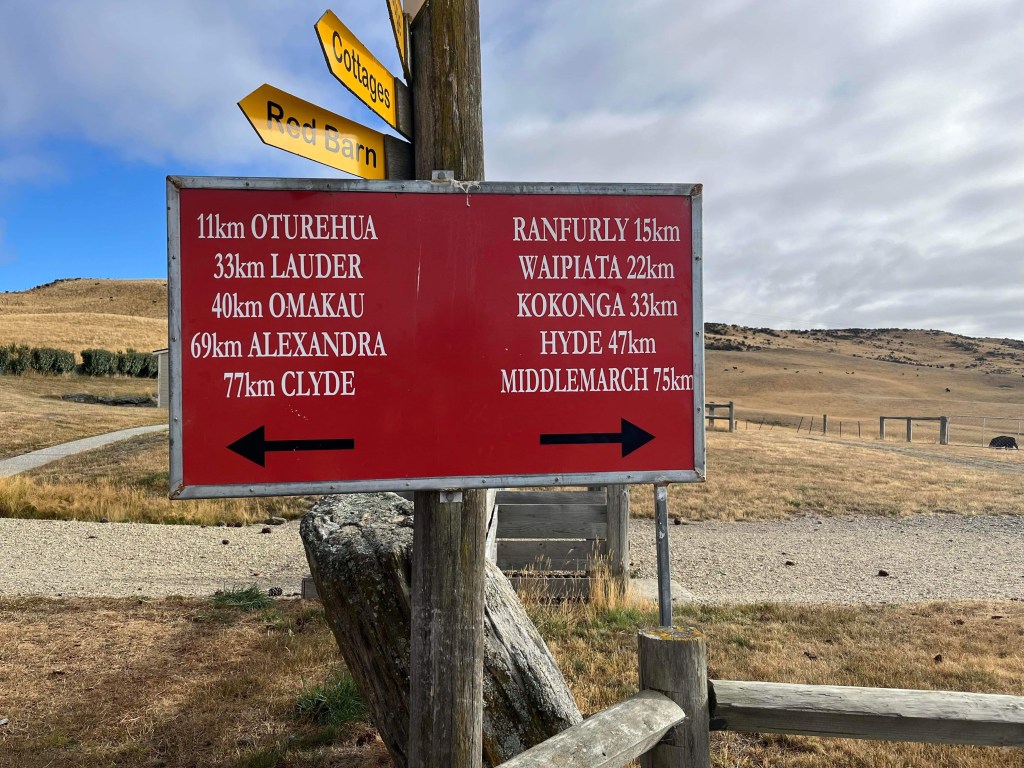 Cottages
Red Barn
11km OTUREHUA
33km LAUDER
40km OMAKAU
69km ALEXANDRA
77km CLYDE
RANFURLY 15km
WAIPIATA 22km
KOKONGA 33km
HYDE 47km
MIDDLEMARCH 75km